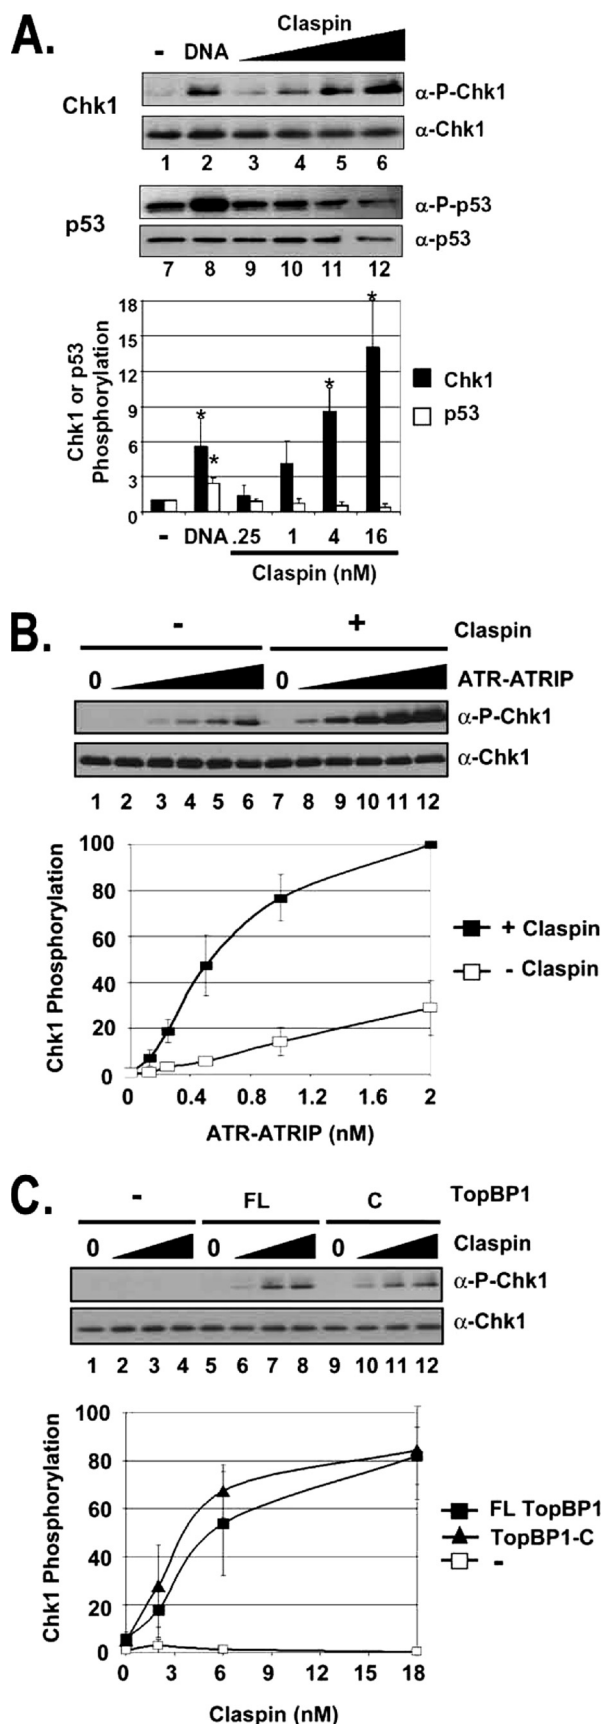 A.
Claspin
- DNA
Chk1
α-P-Chk1
α-Chk1
1 2 3 4 5 6
p53
α-P-p53
α-p53
7 8 9 10 11 12
Chk1 or p53
Phosphorylation
18
15
12
9
6
3
0
* * * *
Chk1
p53
- DNA .25 1 4 16
Claspin (nM)
B.
- + Claspin
0 0 ATR-ATRIP
α-P-Chk1
α-Chk1
1 2 3 4 5 6 7 8 9 10 11 12
Chk1 Phosphorylation
100
80
60
40
20
0
0 0.4 0.8 1.2 1.6 2
ATR-ATRIP (nM)
+ Claspin
- Claspin
C.
- FL C TopBP1
0 0 0 Claspin
α-P-Chk1
α-Chk1
1 2 3 4 5 6 7 8 9 10 11 12
Chk1 Phosphorylation
100
80
60
40
20
0
0 3 6 9 12 15 18
Claspin (nM)
FL TopBP1
TopBP1-C
-